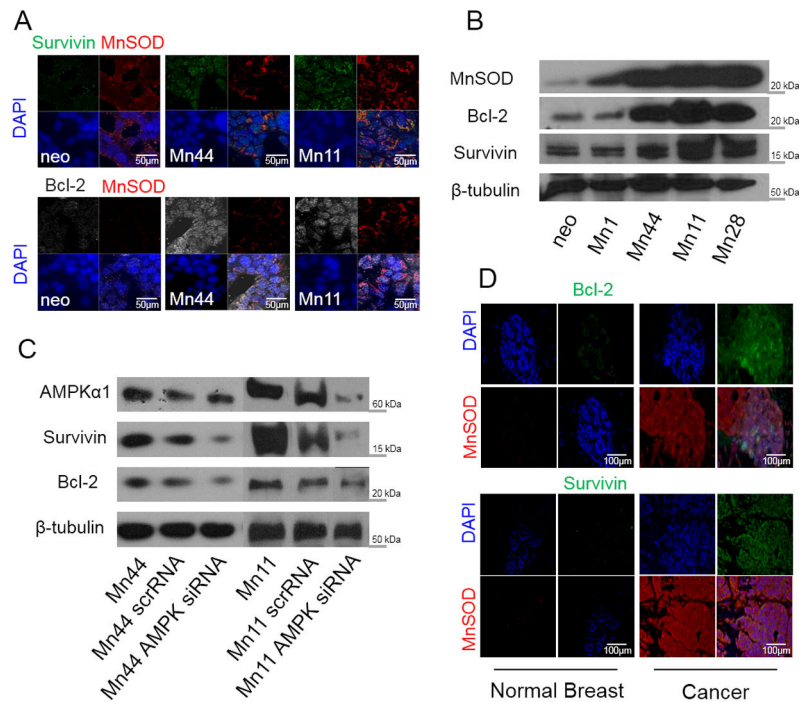 A
Survivin MnSOD
DAPI
neo
50μm
Mn44
50μm
Mn11
50μm
Bcl-2 MnSOD
DAPI
neo
50μm
Mn44
50μm
Mn11
50μm
B
MnSOD
20 kDa
Bcl-2
20 kDa
Survivin
15 kDa
β-tubulin
50 kDa
neo
Mn1
Mn44
Mn11
Mn28
C
AMPKα1
60 kDa
Survivin
15 kDa
Bcl-2
20 kDa
β-tubulin
50 kDa
Mn44
Mn44 scrRNA
Mn44 AMPK siRNA
Mn11
Mn11 scrRNA
Mn11 AMPK siRNA
D
Bcl-2
DAPI
MnSOD
100μm
100μm
Survivin
DAPI
MnSOD
100μm
100μm
Normal Breast
Cancer